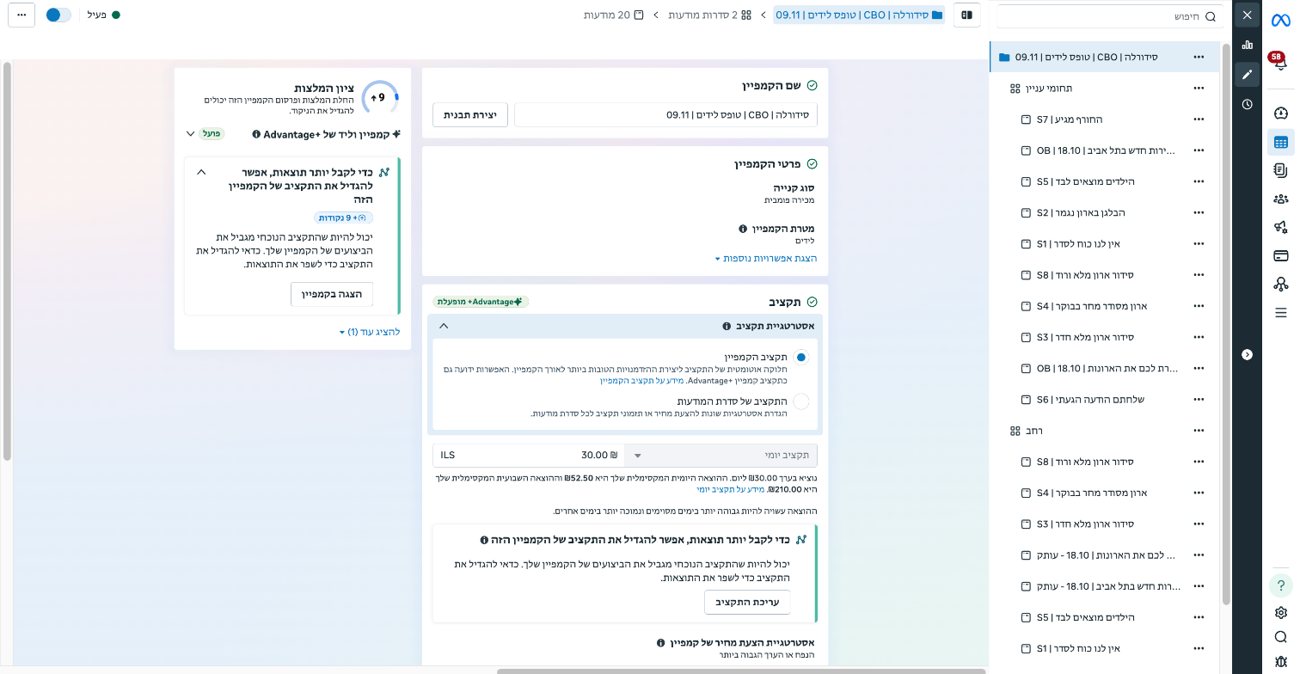 חיפוש
סידורלה | CBO | טופס לידים | 09.11
2 סדרות מודעות
20 מודעות
פעיל
58
סידורלה | CBO | טופס לידים | 09.11
תחומי עניין
החורף מגיע | S7
...ירות חדש בתל אביב | 18.10 | OB
הילדים מוצאים לבד | S5
הבלגן בארון נגמר | S2
אין לנו כוח לסדר | S1
סידור ארון מלא ורוד | S8
ארון מסודר מחר בבוקר | S4
סידור ארון מלא חדר | S3
...רת לכם את הארונות | 18.10 | OB
שלחתם הודעה הגעתי | S6
רחב
סידור ארון מלא ורוד | S8
ארון מסודר מחר בבוקר | S4
סידור ארון מלא חדר | S3
... לכם את הארונות | 18.10 - עותק
...רות חדש בתל אביב | 18.10 - עותק
הילדים מוצאים לבד | S5
אין לנו כוח לסדר | S1
שם הקמפיין
סידורלה | CBO | טופס לידים | 09.11
יצירת תבנית
פרטי הקמפיין
סוג קנייה
מכירה פומבית
מטרת הקמפיין
לידים
הצגת אפשרויות נוספות
תקציב
Advantage+ מופעלת
אסטרטגיית תקציב
תקציב הקמפיין
חלוקה אוטומטית של התקציב ליצירת ההזדמנויות הטובות ביותר לאורך הקמפיין. האפשרות ידועה גם
כתקציב קמפיין Advantage+. מידע על תקציב הקמפיין
התקציב של סדרת המודעות
הגדרת אסטרטגיות שונות להצעת מחיר או תזמוני תקציב לכל סדרת מודעות.
תקציב יומי
₪ 30.00
ILS
נוציא בערך ₪30.00 ליום. ההוצאה היומית המקסימלית שלך היא ₪52.50 וההוצאה השבועית המקסימלית שלך
היא ₪210.00. מידע על תקציב יומי
ההוצאה עשויה להיות גבוהה יותר בימים מסוימים ונמוכה יותר בימים אחרים.
כדי לקבל יותר תוצאות, אפשר להגדיל את התקציב של הקמפיין הזה
יכול להיות שהתקציב הנוכחי מגביל את הביצועים של הקמפיין שלך. כדאי להגדיל את
התקציב כדי לשפר את התוצאות.
עריכת התקציב
אסטרטגיית הצעת מחיר של קמפיין
הנפח או הערך הגבוה ביותר
ציון המלצות
החלת המלצות ופרסום הקמפיין הזה יכולים
להגדיל את הניקוד.
9
קמפיין וליד של Advantage+
פועל
כדי לקבל יותר תוצאות, אפשר
להגדיל את התקציב של הקמפיין
הזה
+9 נקודות
יכול להיות שהתקציב הנוכחי מגביל את
הביצועים של הקמפיין שלך. כדאי להגדיל את
התקציב כדי לשפר את התוצאות.
הצגה בקמפיין
להציג עוד (1)